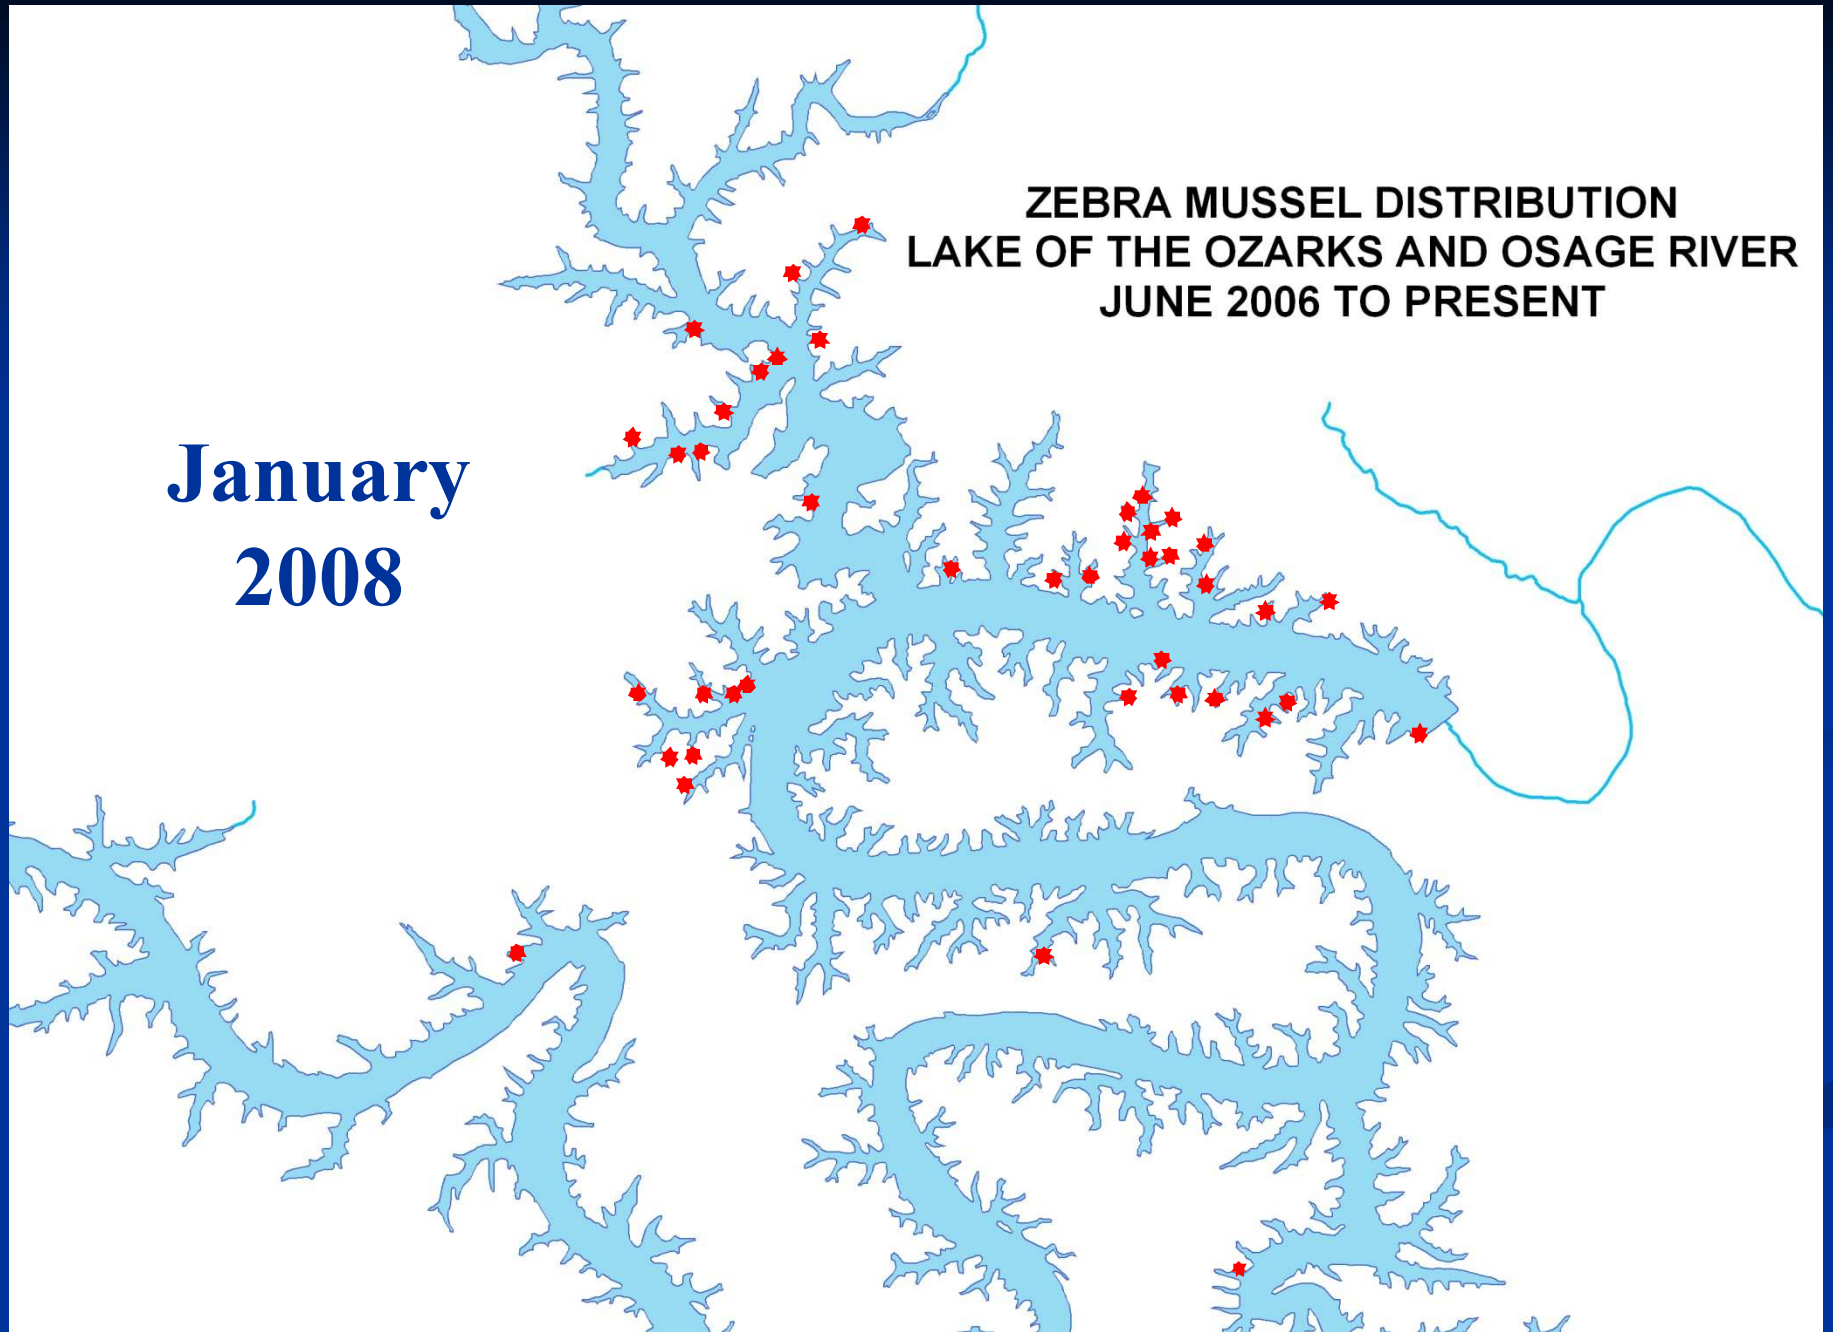 ZEBRA MUSSEL DISTRIBUTION
LAKE OF THE OZARKS AND OSAGE RIVER
JUNE 2006 TO PRESENT
January
2008